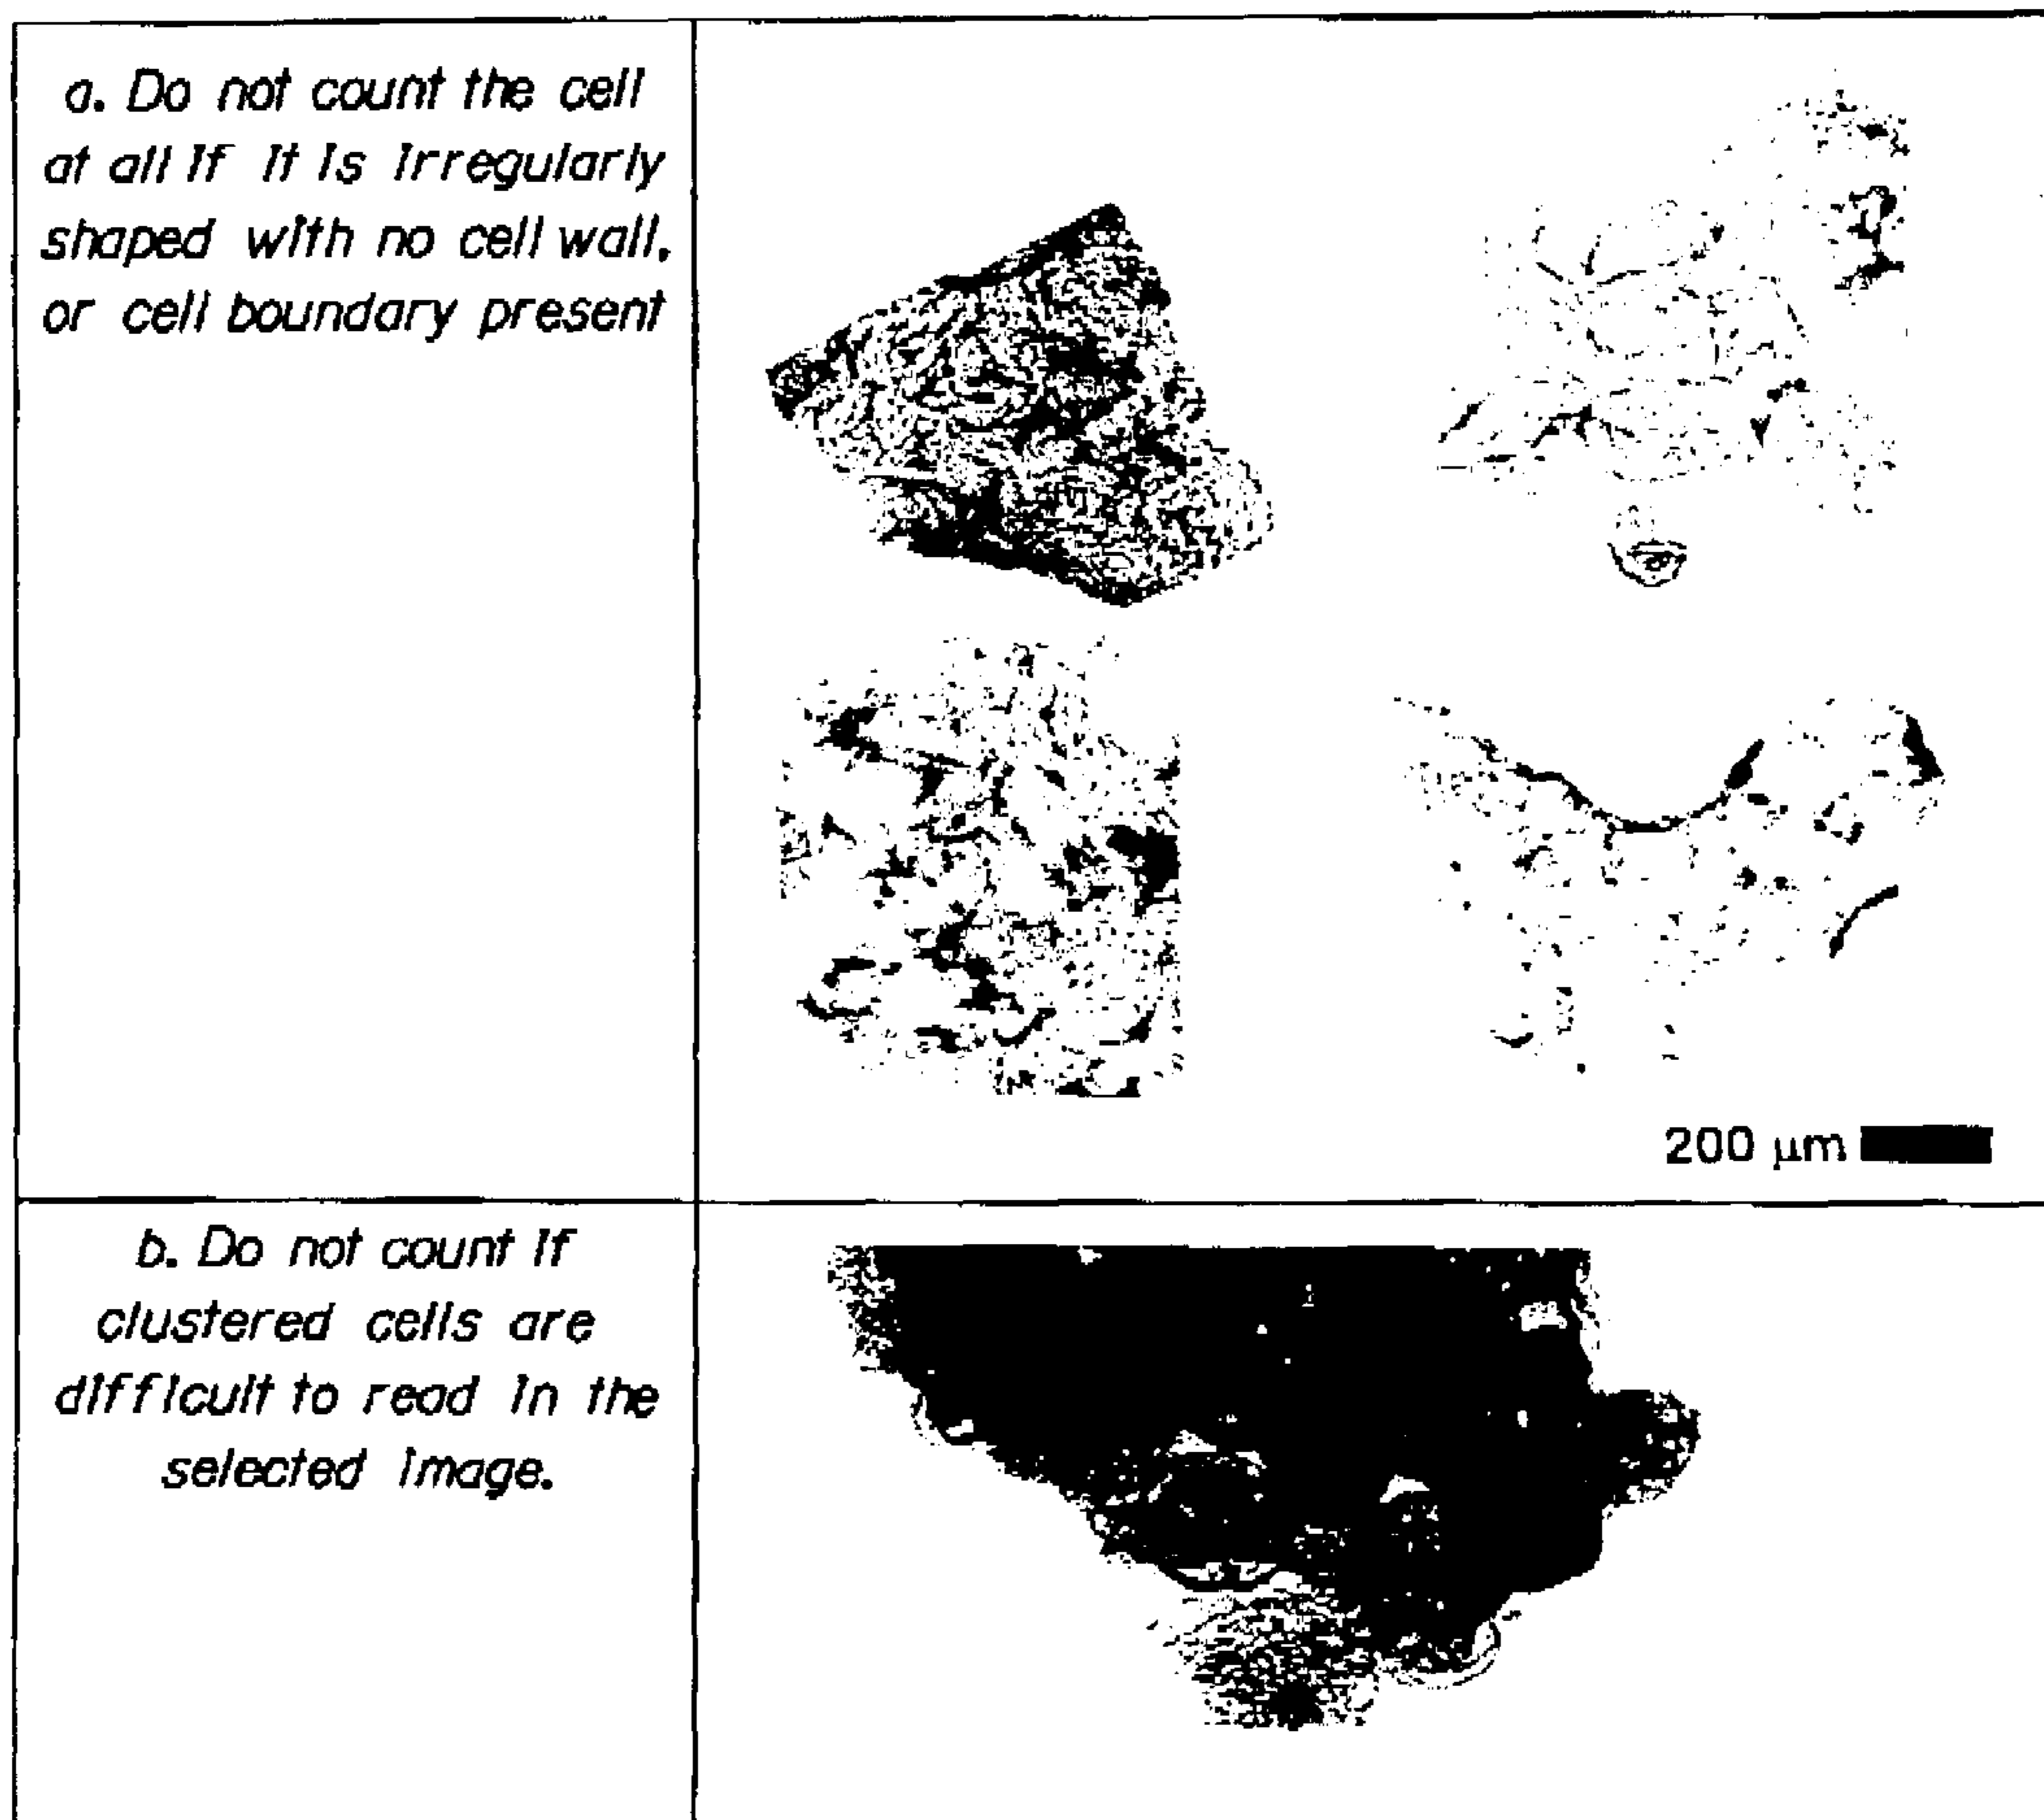 a. Do not count the cell
at all if it is irregularly
shaped with no cell wall,
or cell boundary present
200 µm
b. Do not count if
clustered cells are
difficult to read in the
selected image.